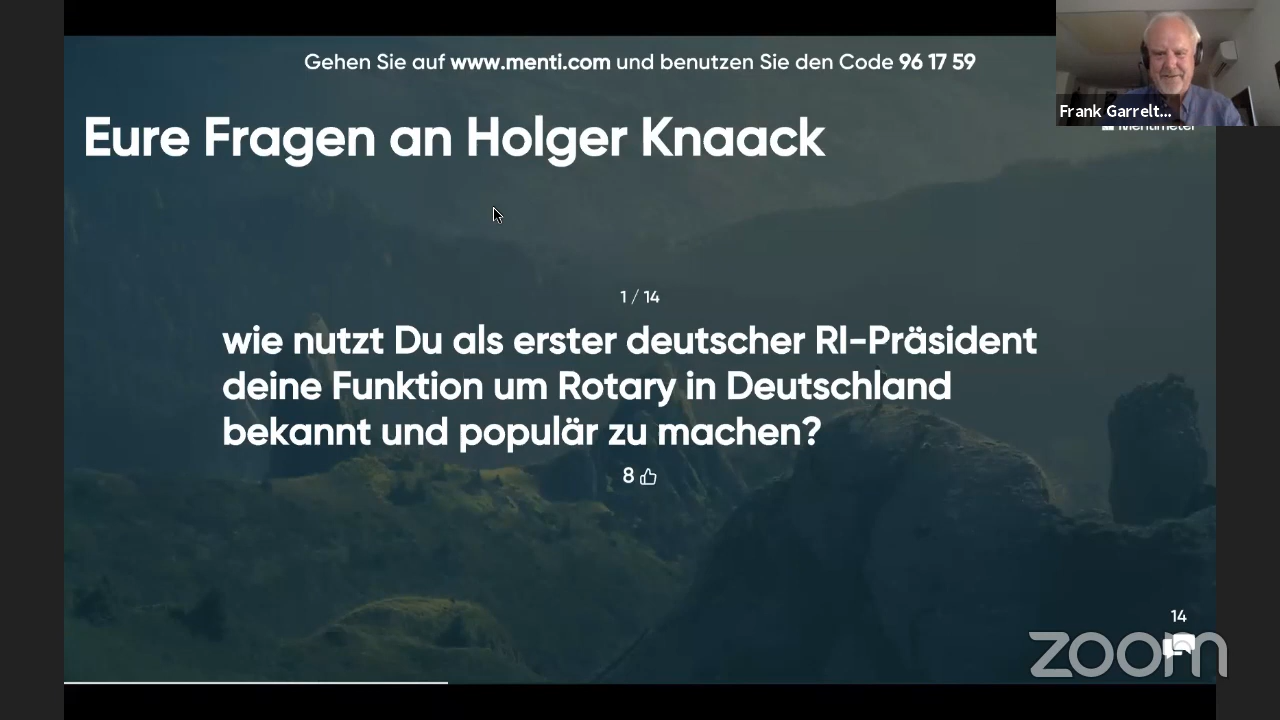 Gehen Sie auf www.menti.com und benutzen Sie den Code 96 17 59
Frank Garrelt...
Mentimeter
Eure Fragen an Holger Knaack
1 / 14
wie nutzt Du als erster deutscher RI-Präsident
deine Funktion um Rotary in Deutschland
bekannt und populär zu machen?
8
14
zoom